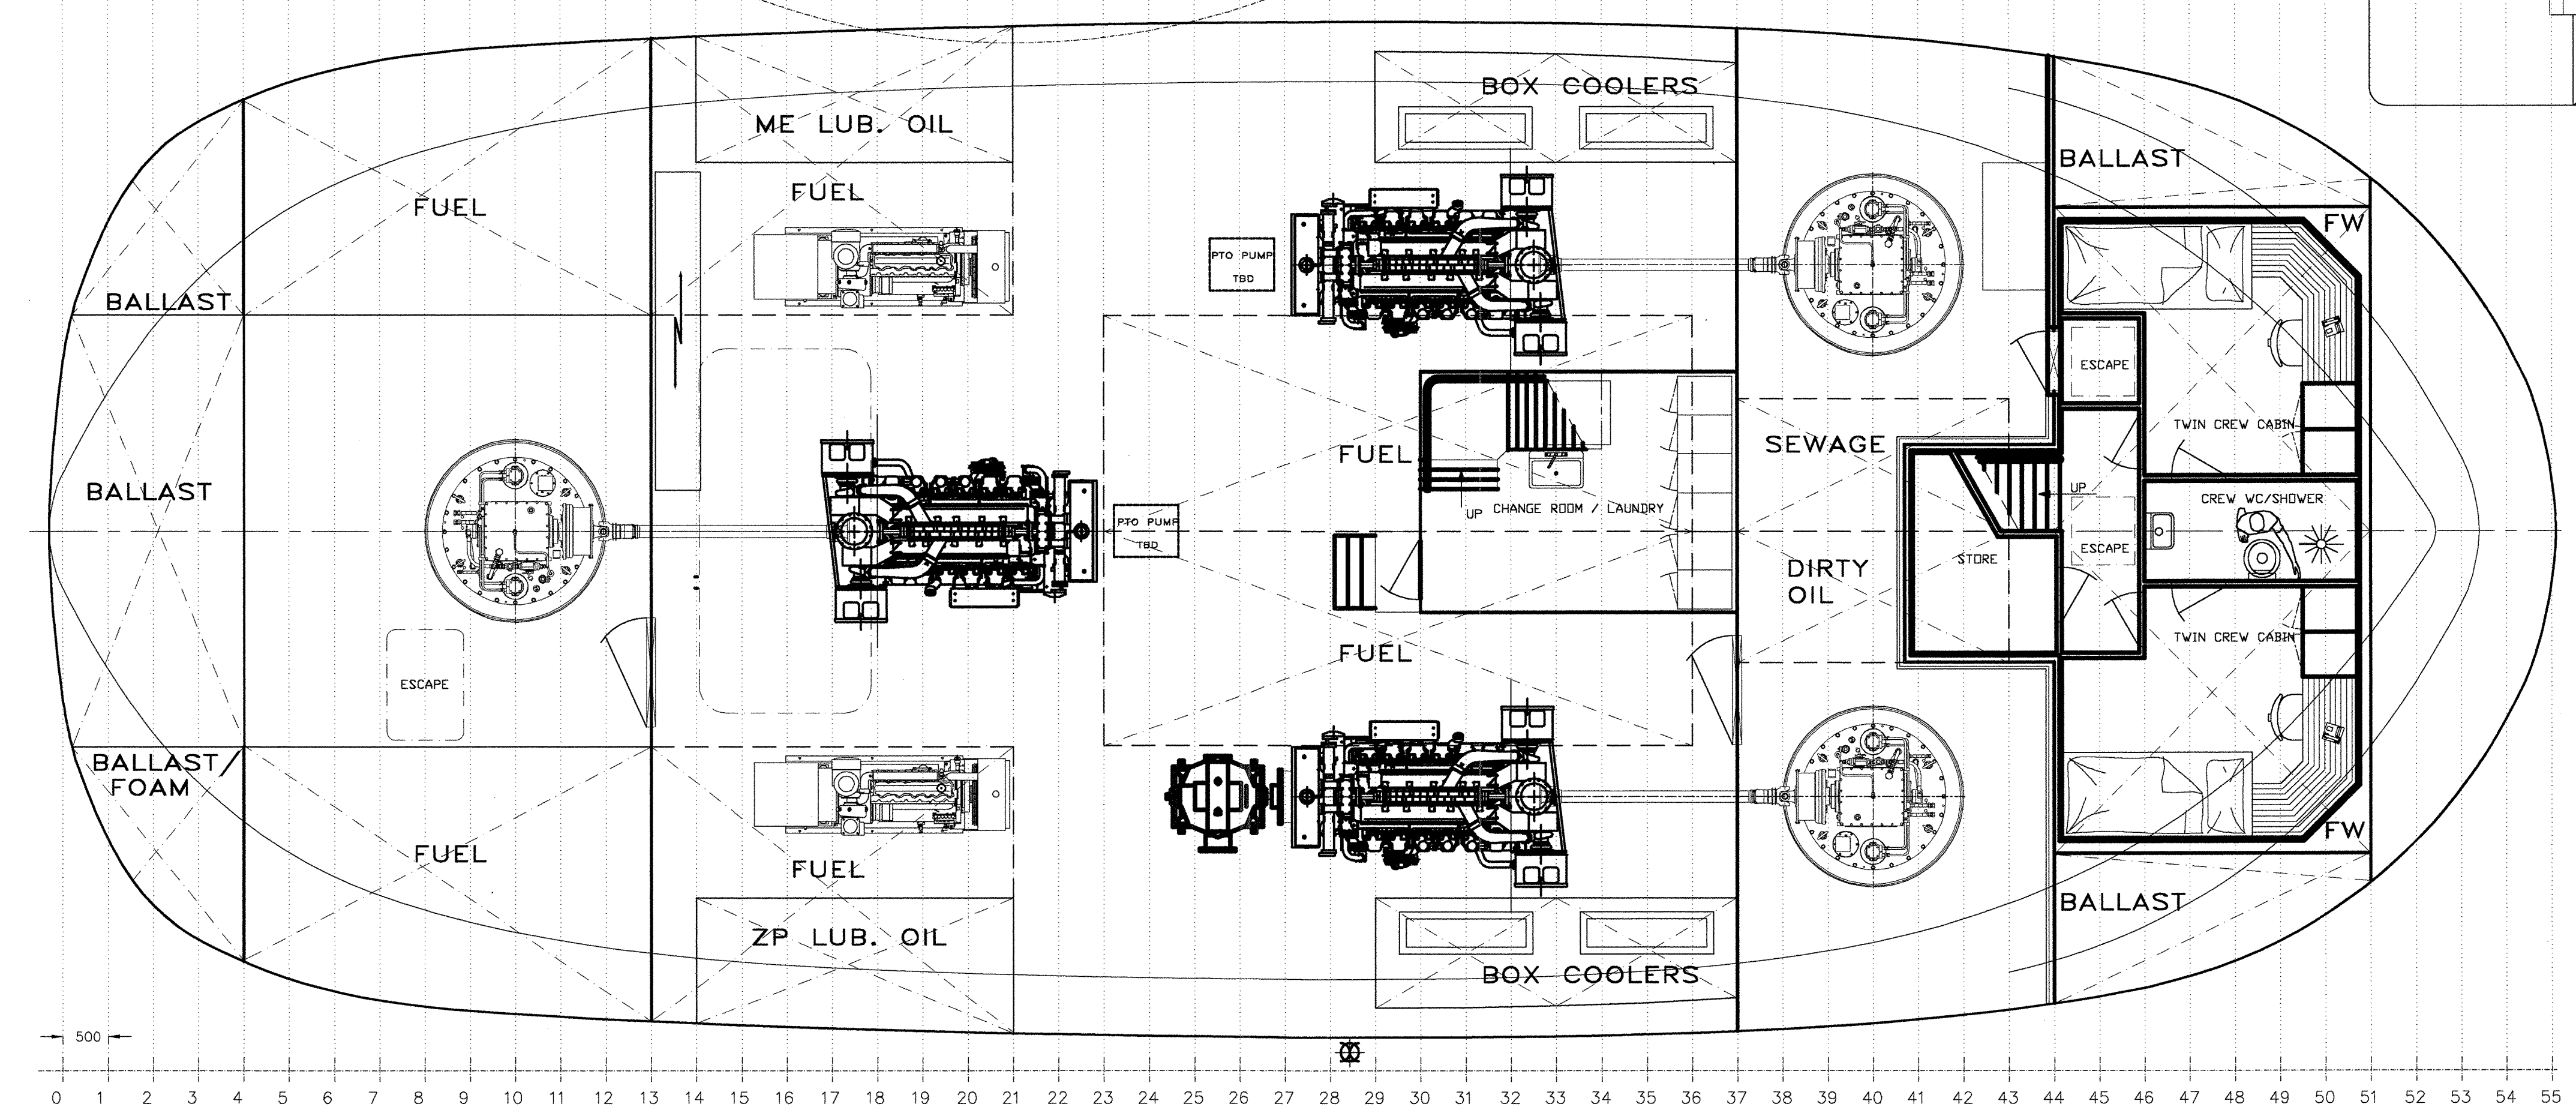 BOX COOLERS
ME LUB. OIL
BALLAST
FUEL
FUEL
FW
PTO PUMP
TBD
BALLAST
ESCAPE
TWIN CREW CABIN
FUEL
SEWAGE
BALLAST
UP
CREW WC/SHOWER
UP
CHANGE ROOM / LAUNDRY
PTO PUMP
TBD
ESCAPE
STORE
DIRTY
OIL
TWIN CREW CABIN
FUEL
ESCAPE
BALLAST/
FOAM
FW
FUEL
FUEL
BALLAST
ZP LUB. OIL
BOX COOLERS
500
0 1 2 3 4 5 6 7 8 9 10 11 12 13 14 15 16 17 18 19 20 21 22 23 24 25 26 27 28 29 30 31 32 33 34 35 36 37 38 39 40 41 42 43 44 45 46 47 48 49 50 51 52 53 54 55